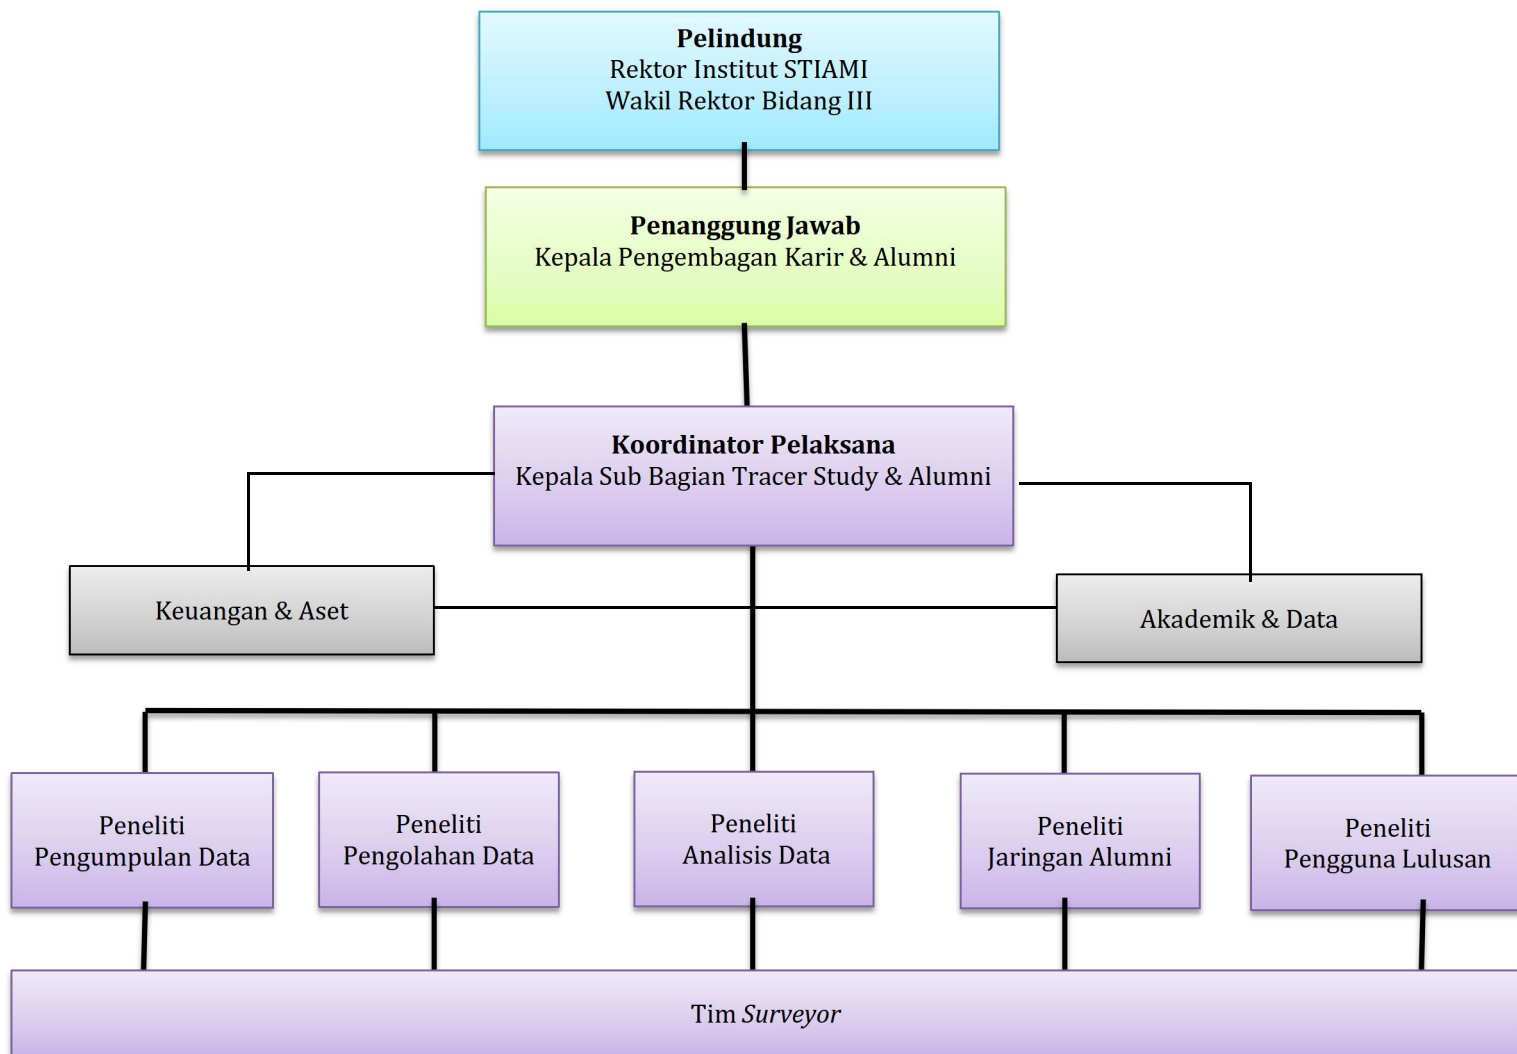 Pelindung
Rektor Institut STIAMI
Wakil Rektor Bidang III
Penanggung Jawab
Kepala Pengembagan Karir & Alumni
Koordinator Pelaksana
Kepala Sub Bagian Tracer Study & Alumni
Keuangan & Aset
Akademik & Data
Peneliti
Pengumpulan Data
Peneliti
Pengolahan Data
Peneliti
Analisis Data
Peneliti
Jaringan Alumni
Peneliti
Pengguna Lulusan
Tim Surveyor